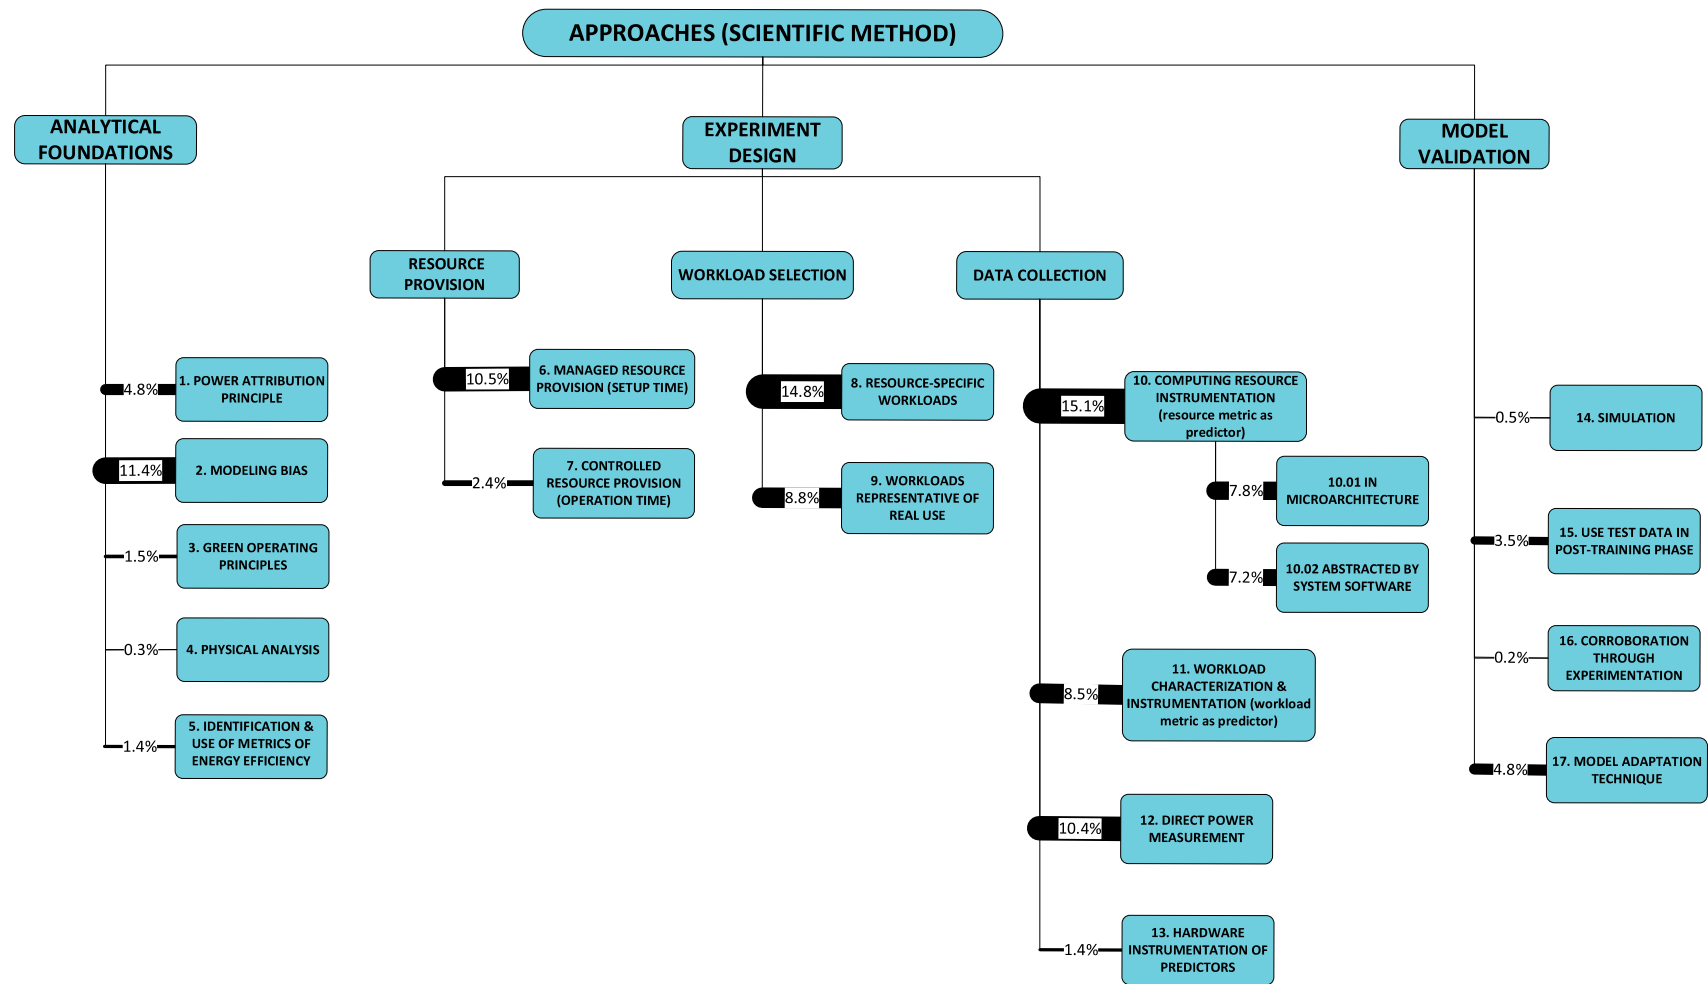 APPROACHES (SCIENTIFIC METHOD)
ANALYTICAL
FOUNDATIONS
EXPERIMENT
DESIGN
MODEL
VALIDATION
RESOURCE
PROVISION
WORKLOAD SELECTION
DATA COLLECTION
4.8%
1. POWER ATTRIBUTION
PRINCIPLE
11.4%
2. MODELING BIAS
1.5%
3. GREEN OPERATING
PRINCIPLES
0.3%
4. PHYSICAL ANALYSIS
1.4%
5. IDENTIFICATION &
USE OF METRICS OF
ENERGY EFFICIENCY
10.5%
6. MANAGED RESOURCE
PROVISION (SETUP TIME)
2.4%
7. CONTROLLED
RESOURCE PROVISION
(OPERATION TIME)
14.8%
8. RESOURCE-SPECIFIC
WORKLOADS
8.8%
9. WORKLOADS
REPRESENTATIVE OF
REAL USE
15.1%
10. COMPUTING RESOURCE
INSTRUMENTATION
(resource metric as
predictor)
7.8%
10.01 IN
MICROARCHITECTURE
7.2%
10.02 ABSTRACTED BY
SYSTEM SOFTWARE
8.5%
11. WORKLOAD
CHARACTERIZATION &
INSTRUMENTATION (workload
metric as predictor)
10.4%
12. DIRECT POWER
MEASUREMENT
1.4%
13. HARDWARE
INSTRUMENTATION OF
PREDICTORS
0.5%
14. SIMULATION
3.5%
15. USE TEST DATA IN
POST-TRAINING PHASE
0.2%
16. CORROBORATION
THROUGH
EXPERIMENTATION
4.8%
17. MODEL ADAPTATION
TECHNIQUE